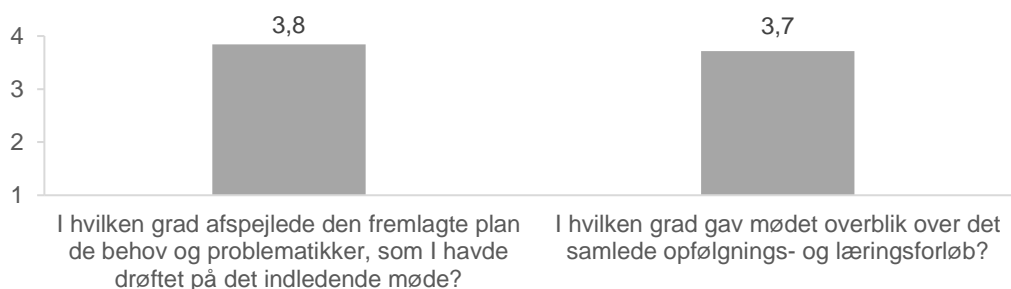 3,8
3,7
4
3
2
1
I hvilken grad afspejlede den fremlagte plan
de behov og problematikker, som I havde
drøftet på det indledende møde?
I hvilken grad gav mødet overblik over det
samlede opfølgnings- og læringsforløb?